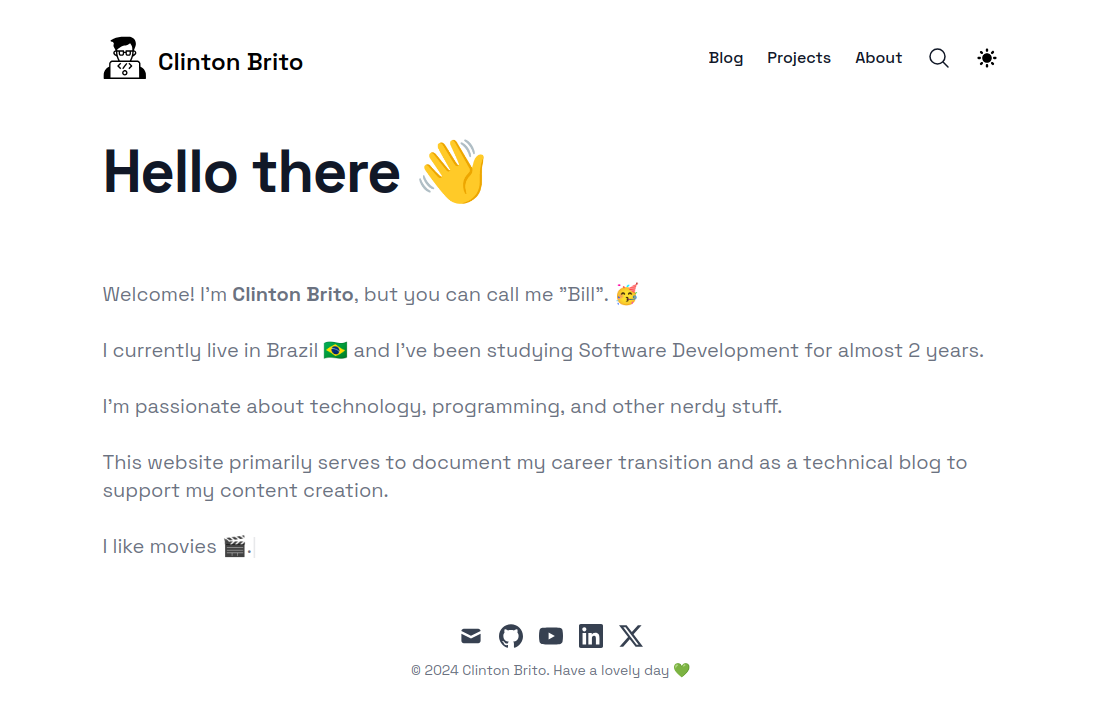 Clinton Brito
Blog Projects About
Hello there 👋
Welcome! I'm Clinton Brito, but you can call me "Bill". 🥳
I currently live in Brazil 🇧🇷 and I've been studying Software Development for almost 2 years.
I'm passionate about technology, programming, and other nerdy stuff.
This website primarily serves to document my career transition and as a technical blog to
support my content creation.
I like movies 🎬.
© 2024 Clinton Brito. Have a lovely day 💚